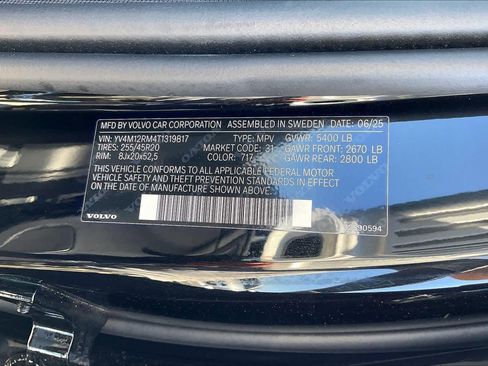 MFD BY VOLVO CAR CORPORATION ASSEMBLED IN SWEDEN DATE: 06/25
VIN: YV4M12RM4T1319817 TYPE: MPV GVWR: 5400 LB
TIRES: 255/45R20 MARKET CODE: 31 GAWR FRONT: 2670 LB
RIM: 8Jx20x52,5 COLOR: 717 GAWR REAR: 2800 LB
THIS VEHICLE CONFORMS TO ALL APPLICABLE FEDERAL MOTOR
VEHICLE SAFETY AND THEFT PREVENTION STANDARDS IN EFFECT ON
THE DATE OF MANUFACTURE SHOWN ABOVE.
VOLVO